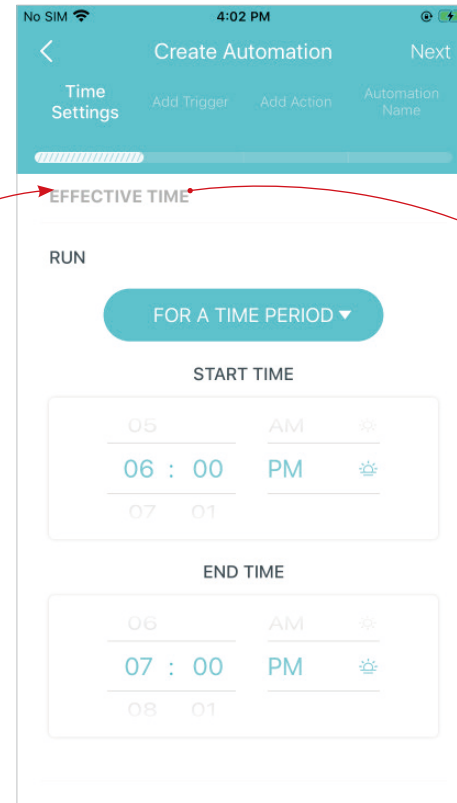 No SIM 4:02 PM
Create Automation Next
Time Settings Add Trigger Add Action Automation Name
EFFECTIVE TIME
RUN
FOR A TIME PERIOD
START TIME
05 AM
06 : 00 PM
07 01
END TIME
06 AM
07 : 00 PM
08 01